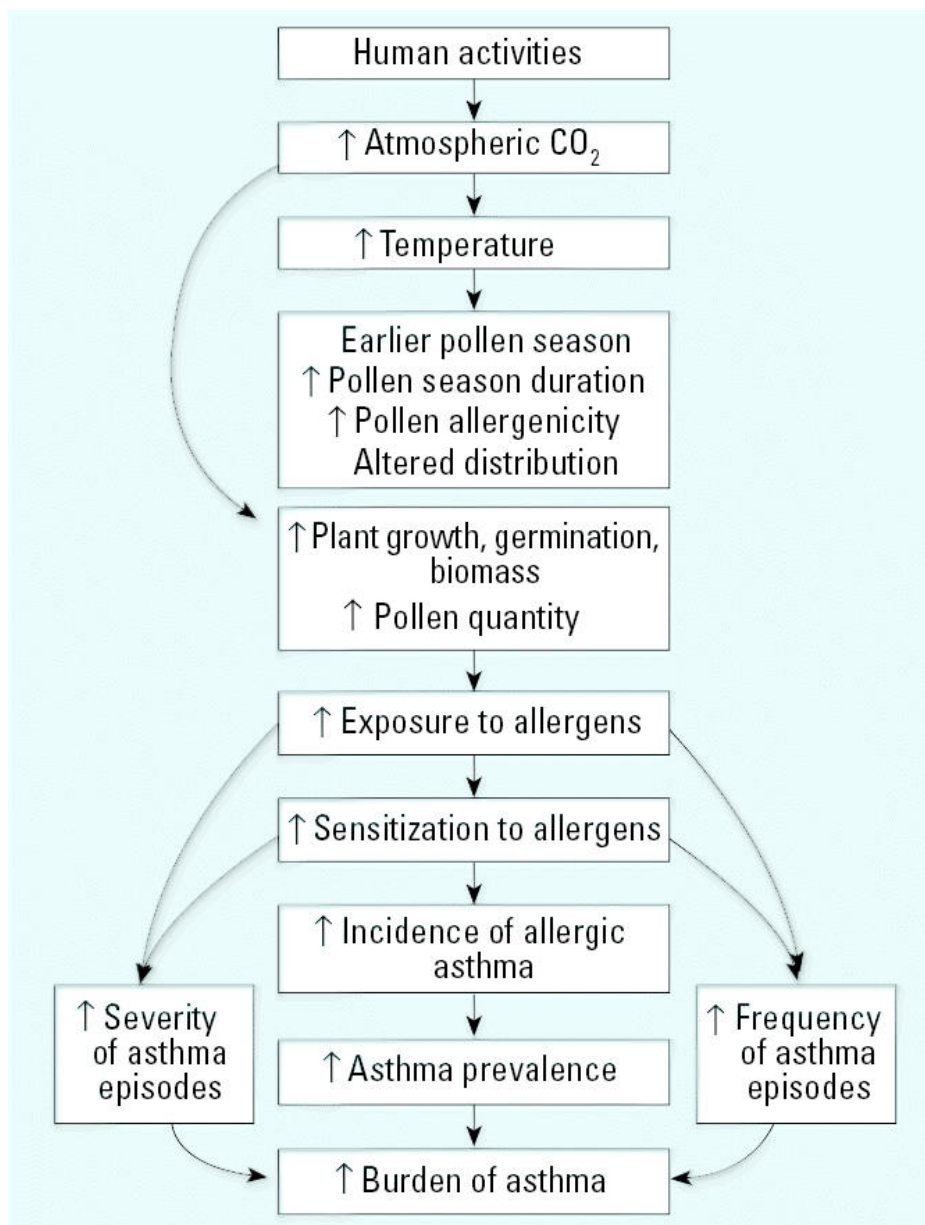 Human activities
↑ Atmospheric CO₂
↑ Temperature
Earlier pollen season
↑ Pollen season duration
↑ Pollen allergenicity
Altered distribution
↑ Plant growth, germination,
biomass
↑ Pollen quantity
↑ Exposure to allergens
↑ Sensitization to allergens
↑ Incidence of allergic
asthma
↑ Severity
of asthma
episodes
↑ Asthma prevalence
↑ Frequency
of asthma
episodes
↑ Burden of asthma